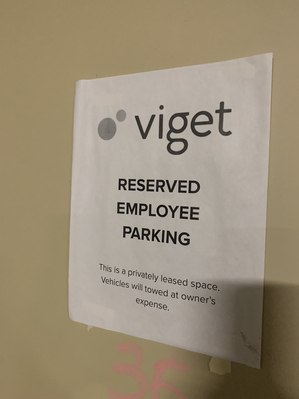 viget
RESERVED
EMPLOYEE
PARKING
This is a privately leased space.
Vehicles will towed at owner's
expense.
36